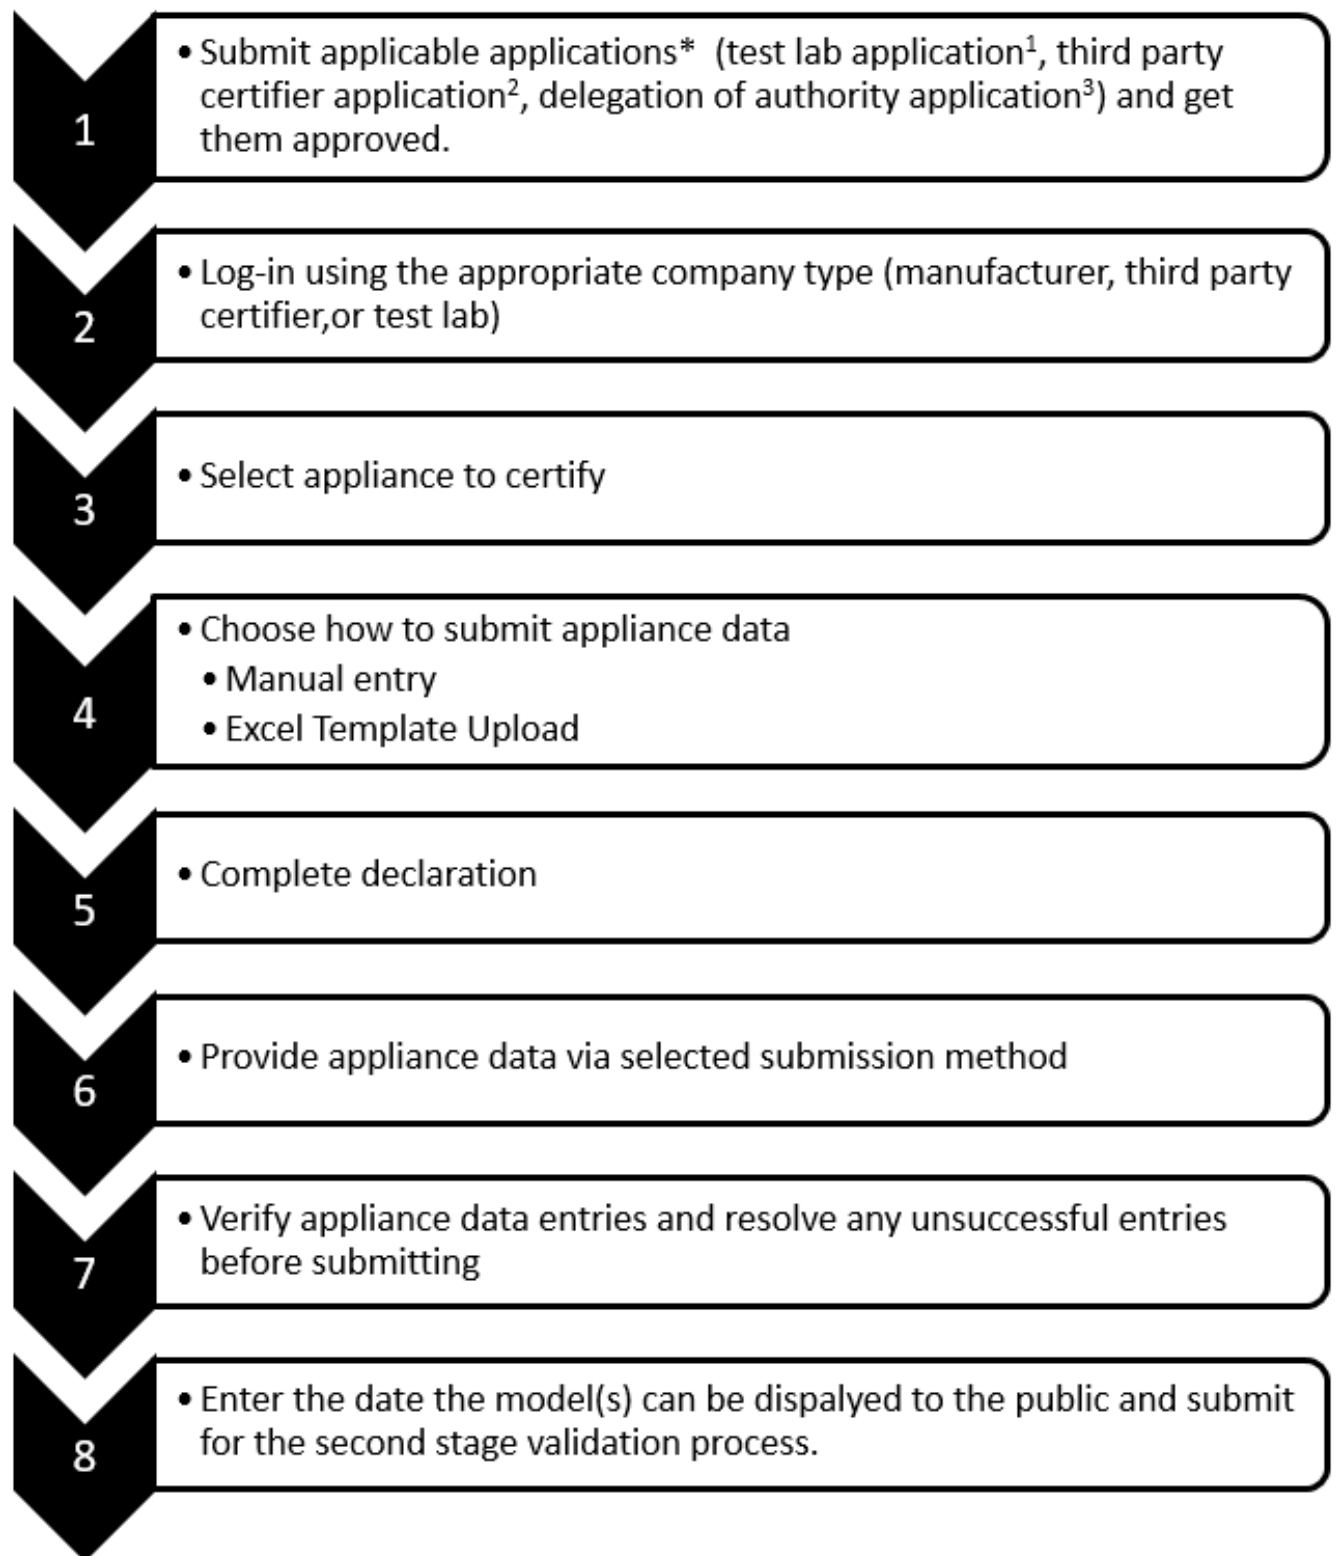 1
• Submit applicable applications* (test lab application¹, third party
certifier application², delegation of authority application³) and get
them approved.
2
• Log-in using the appropriate company type (manufacturer, third party
certifier,or test lab)
3
• Select appliance to certify
4
• Choose how to submit appliance data
• Manual entry
• Excel Template Upload
5
• Complete declaration
6
• Provide appliance data via selected submission method
7
• Verify appliance data entries and resolve any unsuccessful entries
before submitting
8
• Enter the date the model(s) can be dispalyed to the public and submit
for the second stage validation process.